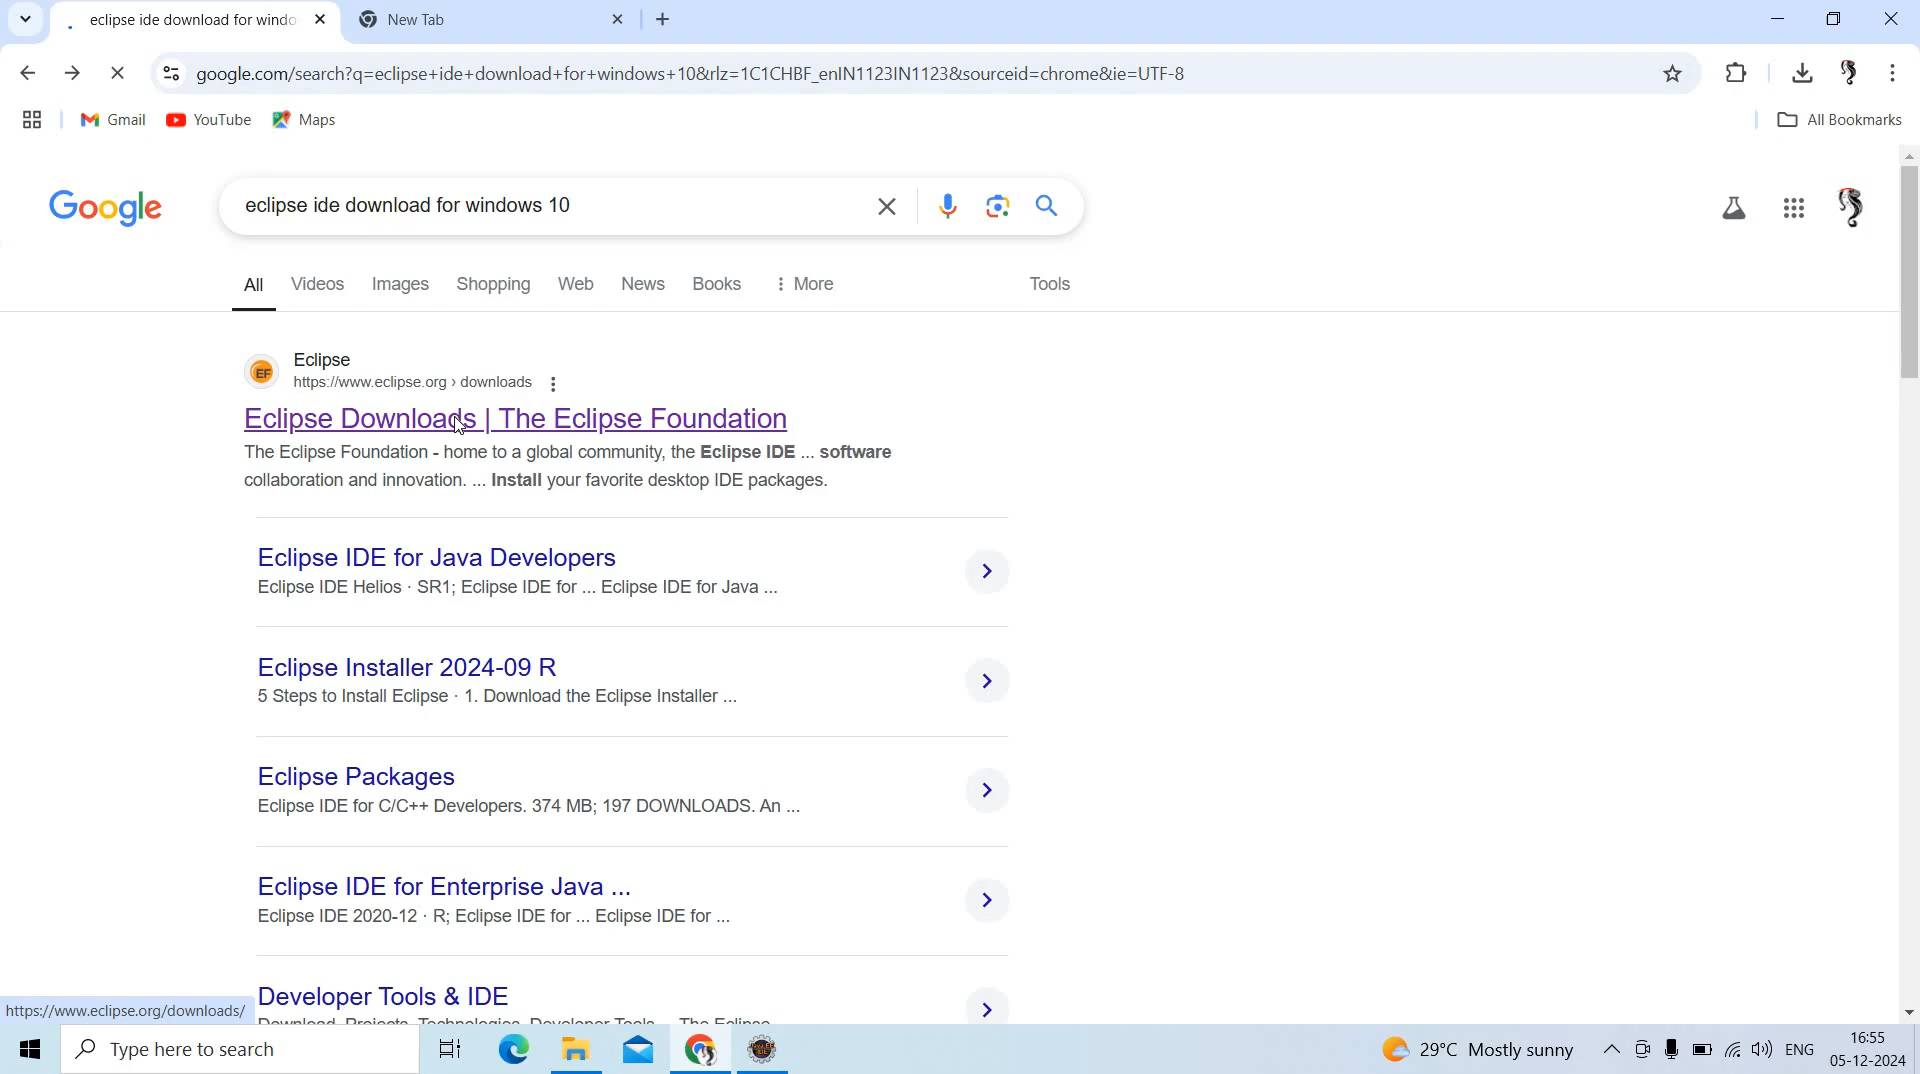 eclipse ide download for windo
New Tab
google.com/search?q=eclipse+ide+download+for+windows+10&rlz=1C1CHBF_enIN1123IN1123&sourceid=chrome&ie=UTF-8
Gmail YouTube Maps All Bookmarks
Google eclipse ide download for windows 10
All Videos Images Shopping Web News Books More Tools
EF Eclipse
https://www.eclipse.org › downloads
Eclipse Downloads | The Eclipse Foundation
The Eclipse Foundation - home to a global community, the Eclipse IDE ... software
collaboration and innovation. ... Install your favorite desktop IDE packages.
Eclipse IDE for Java Developers
Eclipse IDE Helios · SR1; Eclipse IDE for ... Eclipse IDE for Java ...
Eclipse Installer 2024-09 R
5 Steps to Install Eclipse · 1. Download the Eclipse Installer ...
Eclipse Packages
Eclipse IDE for C/C++ Developers. 374 MB; 197 DOWNLOADS. An ...
Eclipse IDE for Enterprise Java ...
Eclipse IDE 2020-12 · R; Eclipse IDE for ... Eclipse IDE for ...
Developer Tools & IDE
Download, Projects, Technologies, Developer Tools ... The Eclipse
https://www.eclipse.org/downloads/
Type here to search
29°C Mostly sunny
ENG
16:55
05-12-2024